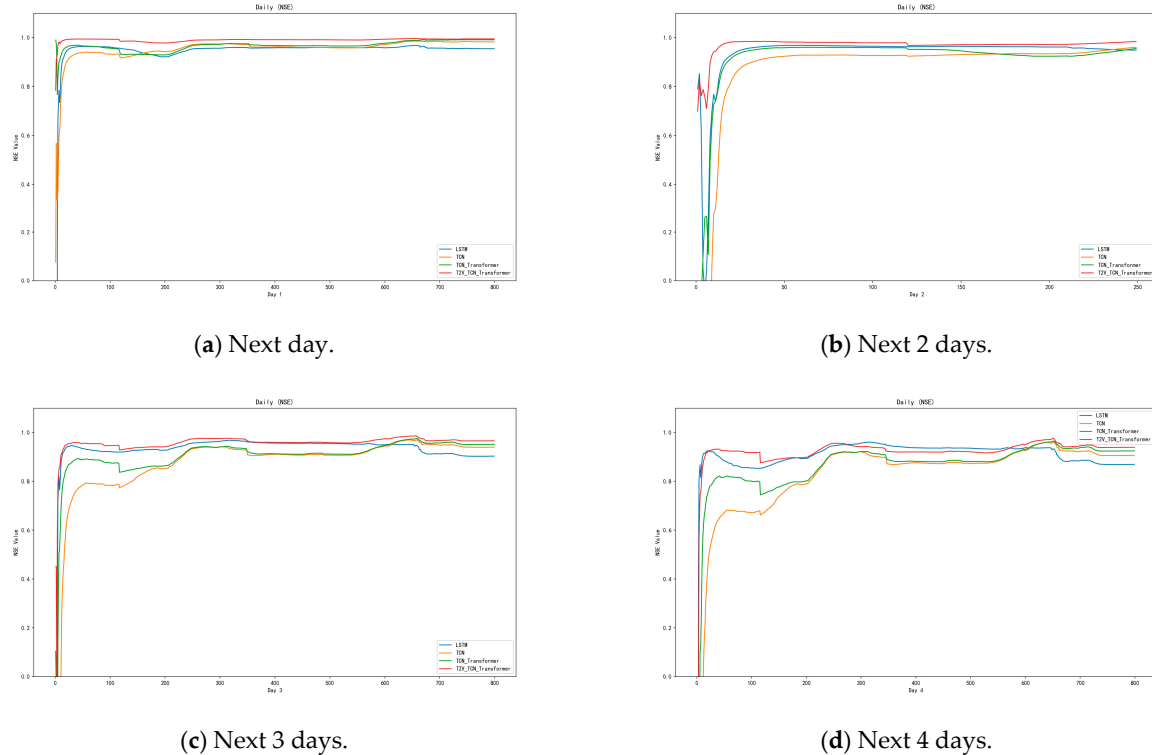 Daily (NSE)
NSE Value
1.0
0.8
0.6
0.4
0.2
0.0
0 100 200 300 400 500 600 700 800
Day 1
LSTM
TCN
TCN_Transformer
T2V_TCN_Transformer
(a) Next day.
Daily (NSE)
NSE Value
1.0
0.8
0.6
0.4
0.2
0.0
0 50 100 150 200 250
Day 2
LSTM
TCN
TCN_Transformer
T2V_TCN_Transformer
(b) Next 2 days.
Daily (NSE)
NSE Value
1.0
0.8
0.6
0.4
0.2
0.0
0 100 200 300 400 500 600 700 800
Day 3
LSTM
TCN
TCN_Transformer
T2V_TCN_Transformer
(c) Next 3 days.
Daily (NSE)
NSE Value
1.0
0.8
0.6
0.4
0.2
0.0
0 100 200 300 400 500 600 700 800
Day 4
LSTM
TCN
TCN_Transformer
T2V_TCN_Transformer
(d) Next 4 days.